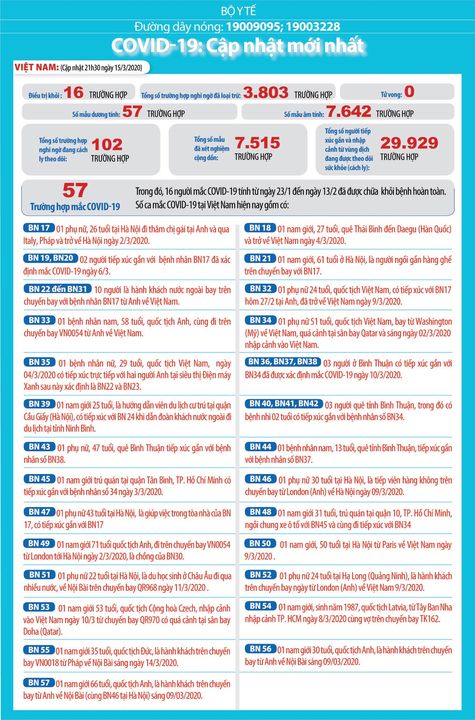 BỘ Y TẾ
Đường dây nóng: 19009095; 19003228
COVID-19: Cập nhật mới nhất
VIỆT NAM: (Cập nhật 21h30 ngày 15/3/2020)
Điều trị khỏi: 16 TRƯỜNG HỢP
Tổng số trường hợp nghi ngờ đã loại trừ: 3.803 TRƯỜNG HỢP
Tử vong: 0
Số mẫu dương tính: 57 TRƯỜNG HỢP
Số mẫu âm tính: 7.642 TRƯỜNG HỢP
Tổng số trường hợp
nghi ngờ đang cách
ly theo dõi:
102
TRƯỜNG HỢP
Tổng số mẫu
đã xét nghiệm
cộng dồn:
7.515
TRƯỜNG HỢP
Tổng số người tiếp
xúc gần và nhập
cảnh từ vùng dịch
đang được theo dõi
sức khỏe (cách ly):
29.929
TRƯỜNG HỢP
57
Trường hợp mắc COVID-19
Trong đó, 16 người mắc COVID-19 tính từ ngày 23/1 đến ngày 13/2 đã được chữa khỏi bệnh hoàn toàn.
Số ca mắc COVID-19 tại Việt Nam hiện nay gồm có:
BN 17 01 phụ nữ, 26 tuổi tại Hà Nội đi thăm chị gái tại Anh và qua
Italy, Pháp và trở về Hà Nội ngày 2/3/2020.
BN 18 01 nam giới, 27 tuổi, quê Thái Bình đến Daegu (Hàn Quốc)
và trở về Việt Nam ngày 4/3/2020.
BN 19, BN20 02 người tiếp xúc gần với bệnh nhân BN17 đã xác
định mắc COVID-19 ngày 6/3.
BN 21 01 nam giới, 61 tuổi ở Hà Nội, là người ngồi gần hàng ghế
trên chuyến bay với BN17.
BN 22 đến BN31 10 người là hành khách nước ngoài bay trên
chuyến bay với bệnh nhân BN17 từ Anh về Việt Nam.
BN 32 01 phụ nữ 24 tuổi, quốc tịch Việt Nam, có tiếp xúc với BN17
hôm 27/2 tại Anh, đã trở về Việt Nam ngày 9/3/2020.
BN 33 01 bệnh nhân nam, 58 tuổi, quốc tịch Anh, cùng đi trên
chuyến bay VN0054 từ Anh về Việt Nam.
BN 34 01 phụ nữ 51 tuổi, quốc tịch Việt Nam, bay từ Washington
(Mỹ) về Việt Nam, quá cảnh tại sân bay Qatar và sáng ngày 02/3/2020
nhập cảnh vào Việt Nam.
BN 35 01 bệnh nhân nữ, 29 tuổi, quốc tịch Việt Nam, ngày
04/3/2020 có tiếp xúc trực tiếp với hai người Anh tại siêu thị Điện máy
Xanh sau này xác định là BN22 và BN23.
BN 36, BN37, BN38 03 người ở Bình Thuận có tiếp xúc gần với
BN34 đã được xác định mắc COVID-19 ngày 10/3/2020.
BN 39 01 nam giới 25 tuổi, là hướng dẫn viên du lịch cư trú tại quận
Cầu Giấy (Hà Nội), có tiếp xúc với BN 24 khi dẫn đoàn khách nước ngoài đi
du lịch tại tỉnh Ninh Bình.
BN 40, BN41, BN42 03 người quê tỉnh Bình Thuận, trong đó có
bệnh nhi 02 tuổi có tiếp xúc gần với bệnh nhân số BN34.
BN 43 01 phụ nữ, 47 tuổi, quê Bình Thuận tiếp xúc gần với bệnh
nhân số BN38.
BN 44 01 bệnh nhân nam, 13 tuổi, quê tỉnh Bình Thuận, tiếp xúc gần
với bệnh nhân số BN37.
BN 45 01 nam giới trú quán tại quận Tân Bình, TP. Hồ Chí Minh có
tiếp xúc gần với bệnh nhân số 34 ngày 3/3/2020.
BN 46 01 phụ nữ 30 tuổi tại Hà Nội, là tiếp viên hàng không trên
chuyến bay từ London (Anh) về Hà Nội ngày 09/3/2020.
BN 47 01 phụ nữ 43 tuổi tại Hà Nội, là giúp việc trong tòa nhà của BN
17, có tiếp xúc gần với BN17
BN 48 01 nam giới 31 tuổi, trú quán tại quận 10, TP. Hồ Chí Minh,
ngồi chung xe ô tô với BN45 và cùng đi tiếp xúc với BN34
BN 49 01 nam giới 71 tuổi quốc tịch Anh, đi trên chuyến bay VN0054
từ London tới Hà Nội ngày 2/3/2020, là chồng của BN30.
BN 50 01 nam giới, 50 tuổi tại Hà Nội từ Paris về Việt Nam ngày
9/3/2020 .
BN 51 01 phụ nữ 22 tuổi tại Hà Nội, là du học sinh ở Châu Âu đi qua
nhiều nước, về Nội Bài trên chuyến bay QR968 ngày 11/3/2020 .
BN 52 01 phụ nữ 24 tuổi tại Hạ Long (Quảng Ninh), là hành khách
trên chuyến bay ngày từ London (Anh) về Việt Nam 9/3/2020.
BN 53 01 nam giới 53 tuổi, quốc tịch Cộng hoà Czech, nhập cảnh
vào Việt Nam ngày 10/3 từ chuyến bay QR970 có quá cảnh tại sân bay
Doha (Qatar).
BN 54 01 nam giới, sinh năm 1987, quốc tịch Latvia, từ Tây Ban Nha
nhập cảnh TP. HCM ngày 8/3/2020 cùng vợ trên chuyến bay TK162.
BN 55 01 nam giới 35 tuổi, quốc tịch Đức, là hành khách trên chuyến bay
VN0018 từ Pháp về Nội Bài sáng ngày 14/3/2020.
BN 56 01 nam giới 30 tuổi, quốc tịch Anh, là hành khách trên chuyến bay
từ Anh về Nội Bài sáng ngày 09/03/2020.
BN 57 01 nam giới 66 tuổi, quốc tịch Anh, là hành khách trên chuyến
bay từ Anh về Nội Bài (cùng BN46 tại Hà Nội) sáng 09/03/2020.